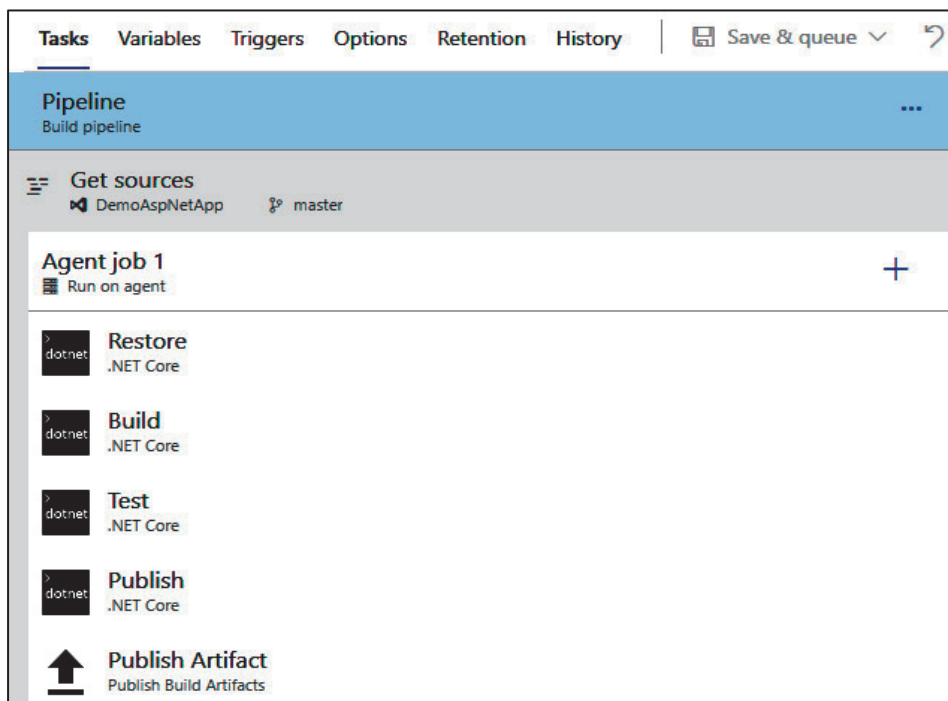 Tasks Variables Triggers Options Retention History Save & queue
Pipeline
Build pipeline
...
Get sources
DemoAspNetApp master
Agent job 1
Run on agent
> dotnet
Restore
.NET Core
> dotnet
Build
.NET Core
> dotnet
Test
.NET Core
> dotnet
Publish
.NET Core
Publish Artifact
Publish Build Artifacts